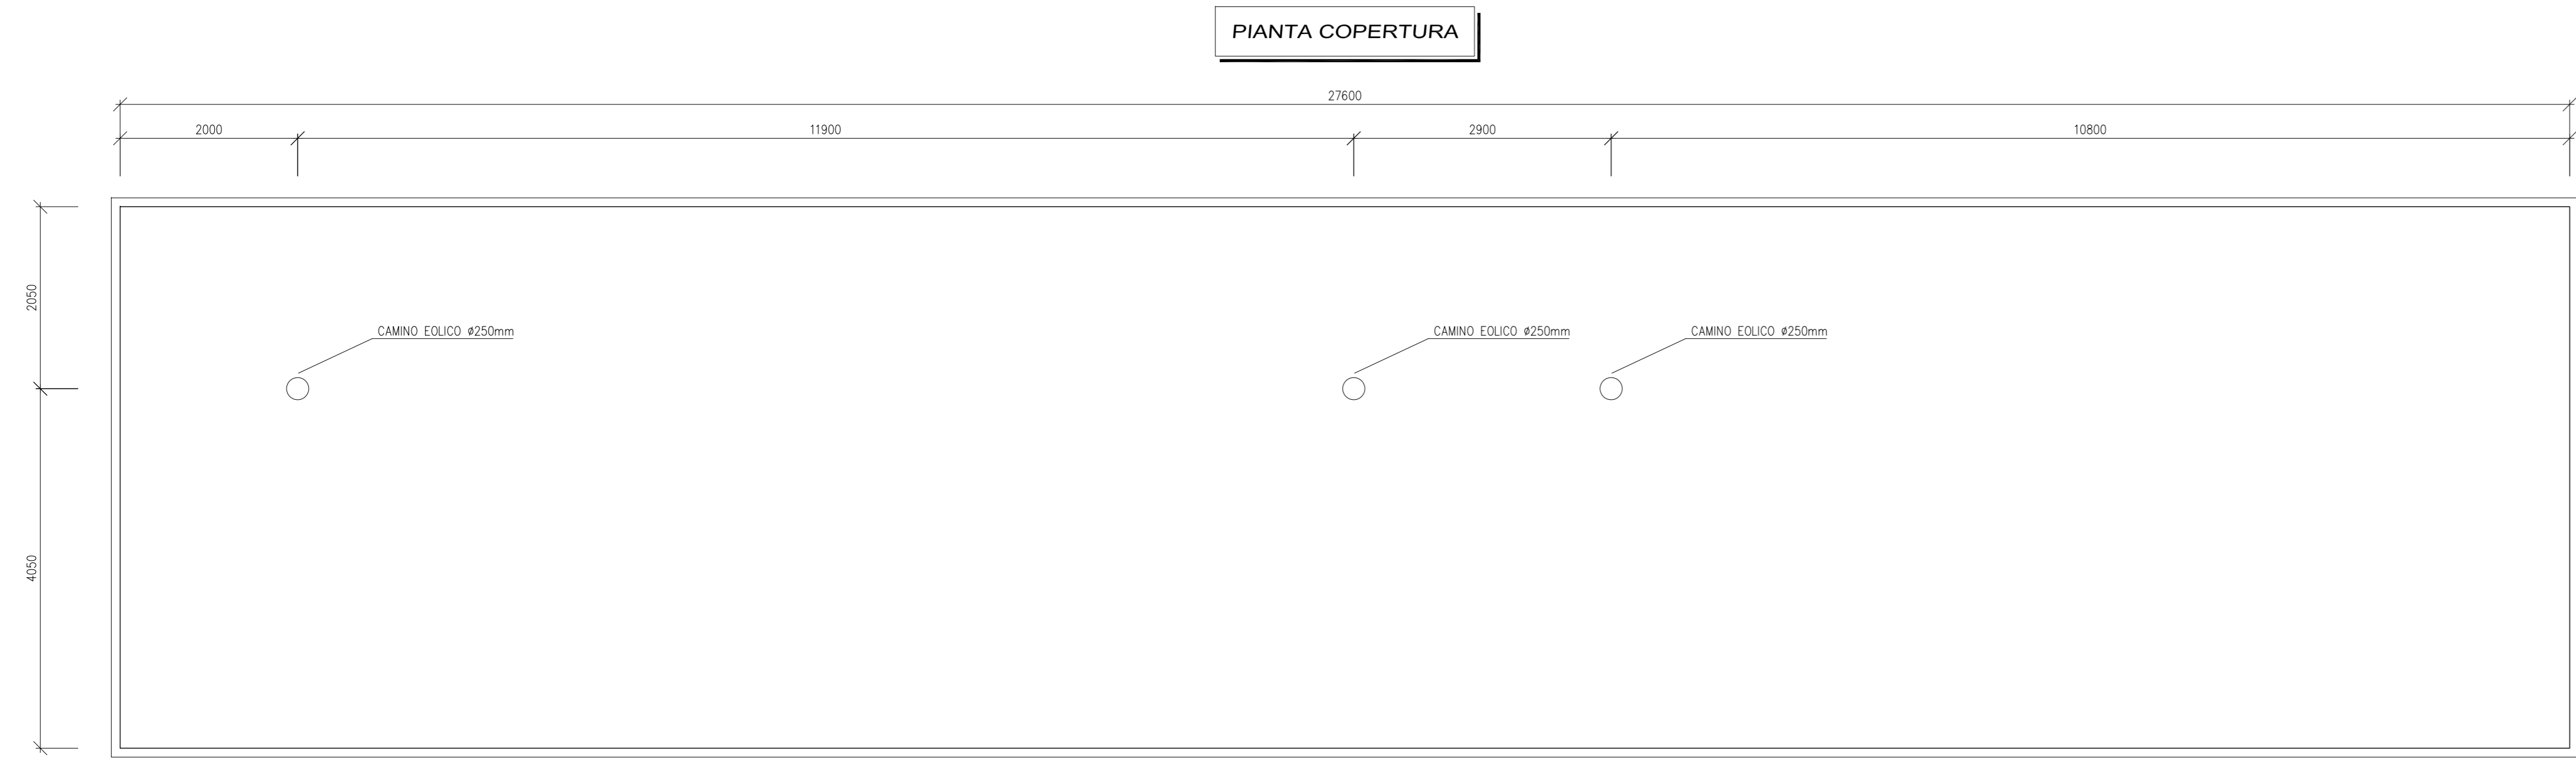 PIANTA COPERTURA
27600
2000
11900
2900
10800
2050
CAMINO EOLICO ø250mm
CAMINO EOLICO ø250mm
CAMINO EOLICO ø250mm
4050